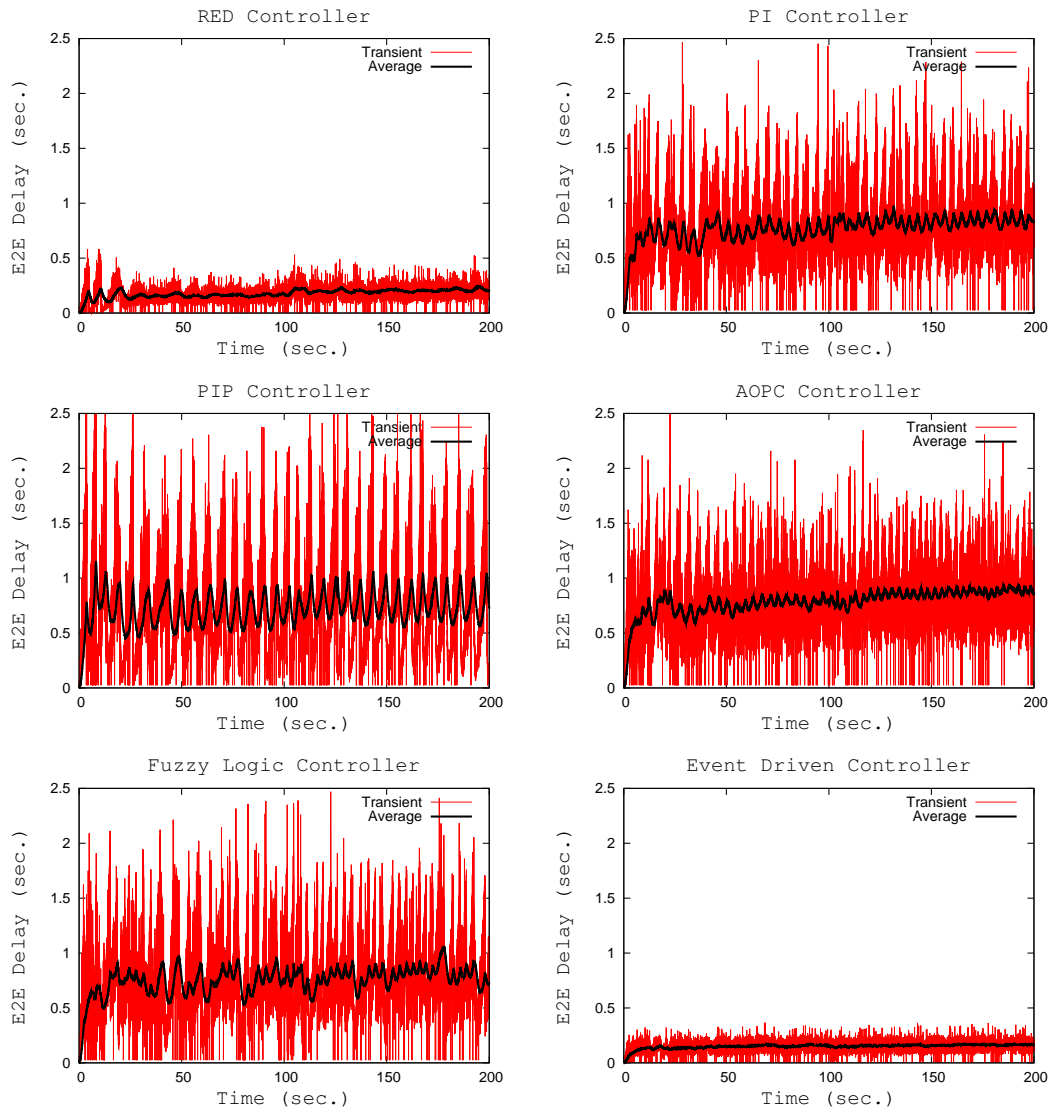 RED Controller
2.5
2
1.5
1
0.5
0
0
50
100
150
200
E2E Delay (sec.)
Time (sec.)
Transient
Average
PI Controller
2.5
2
1.5
1
0.5
0
0
50
100
150
200
E2E Delay (sec.)
Time (sec.)
Transient
Average
PIP Controller
2.5
2
1.5
1
0.5
0
0
50
100
150
200
E2E Delay (sec.)
Time (sec.)
Transient
Average
AOPC Controller
2.5
2
1.5
1
0.5
0
0
50
100
150
200
E2E Delay (sec.)
Time (sec.)
Transient
Average
Fuzzy Logic Controller
2.5
2
1.5
1
0.5
0
0
50
100
150
200
E2E Delay (sec.)
Time (sec.)
Transient
Average
Event Driven Controller
2.5
2
1.5
1
0.5
0
0
50
100
150
200
E2E Delay (sec.)
Time (sec.)
Transient
Average